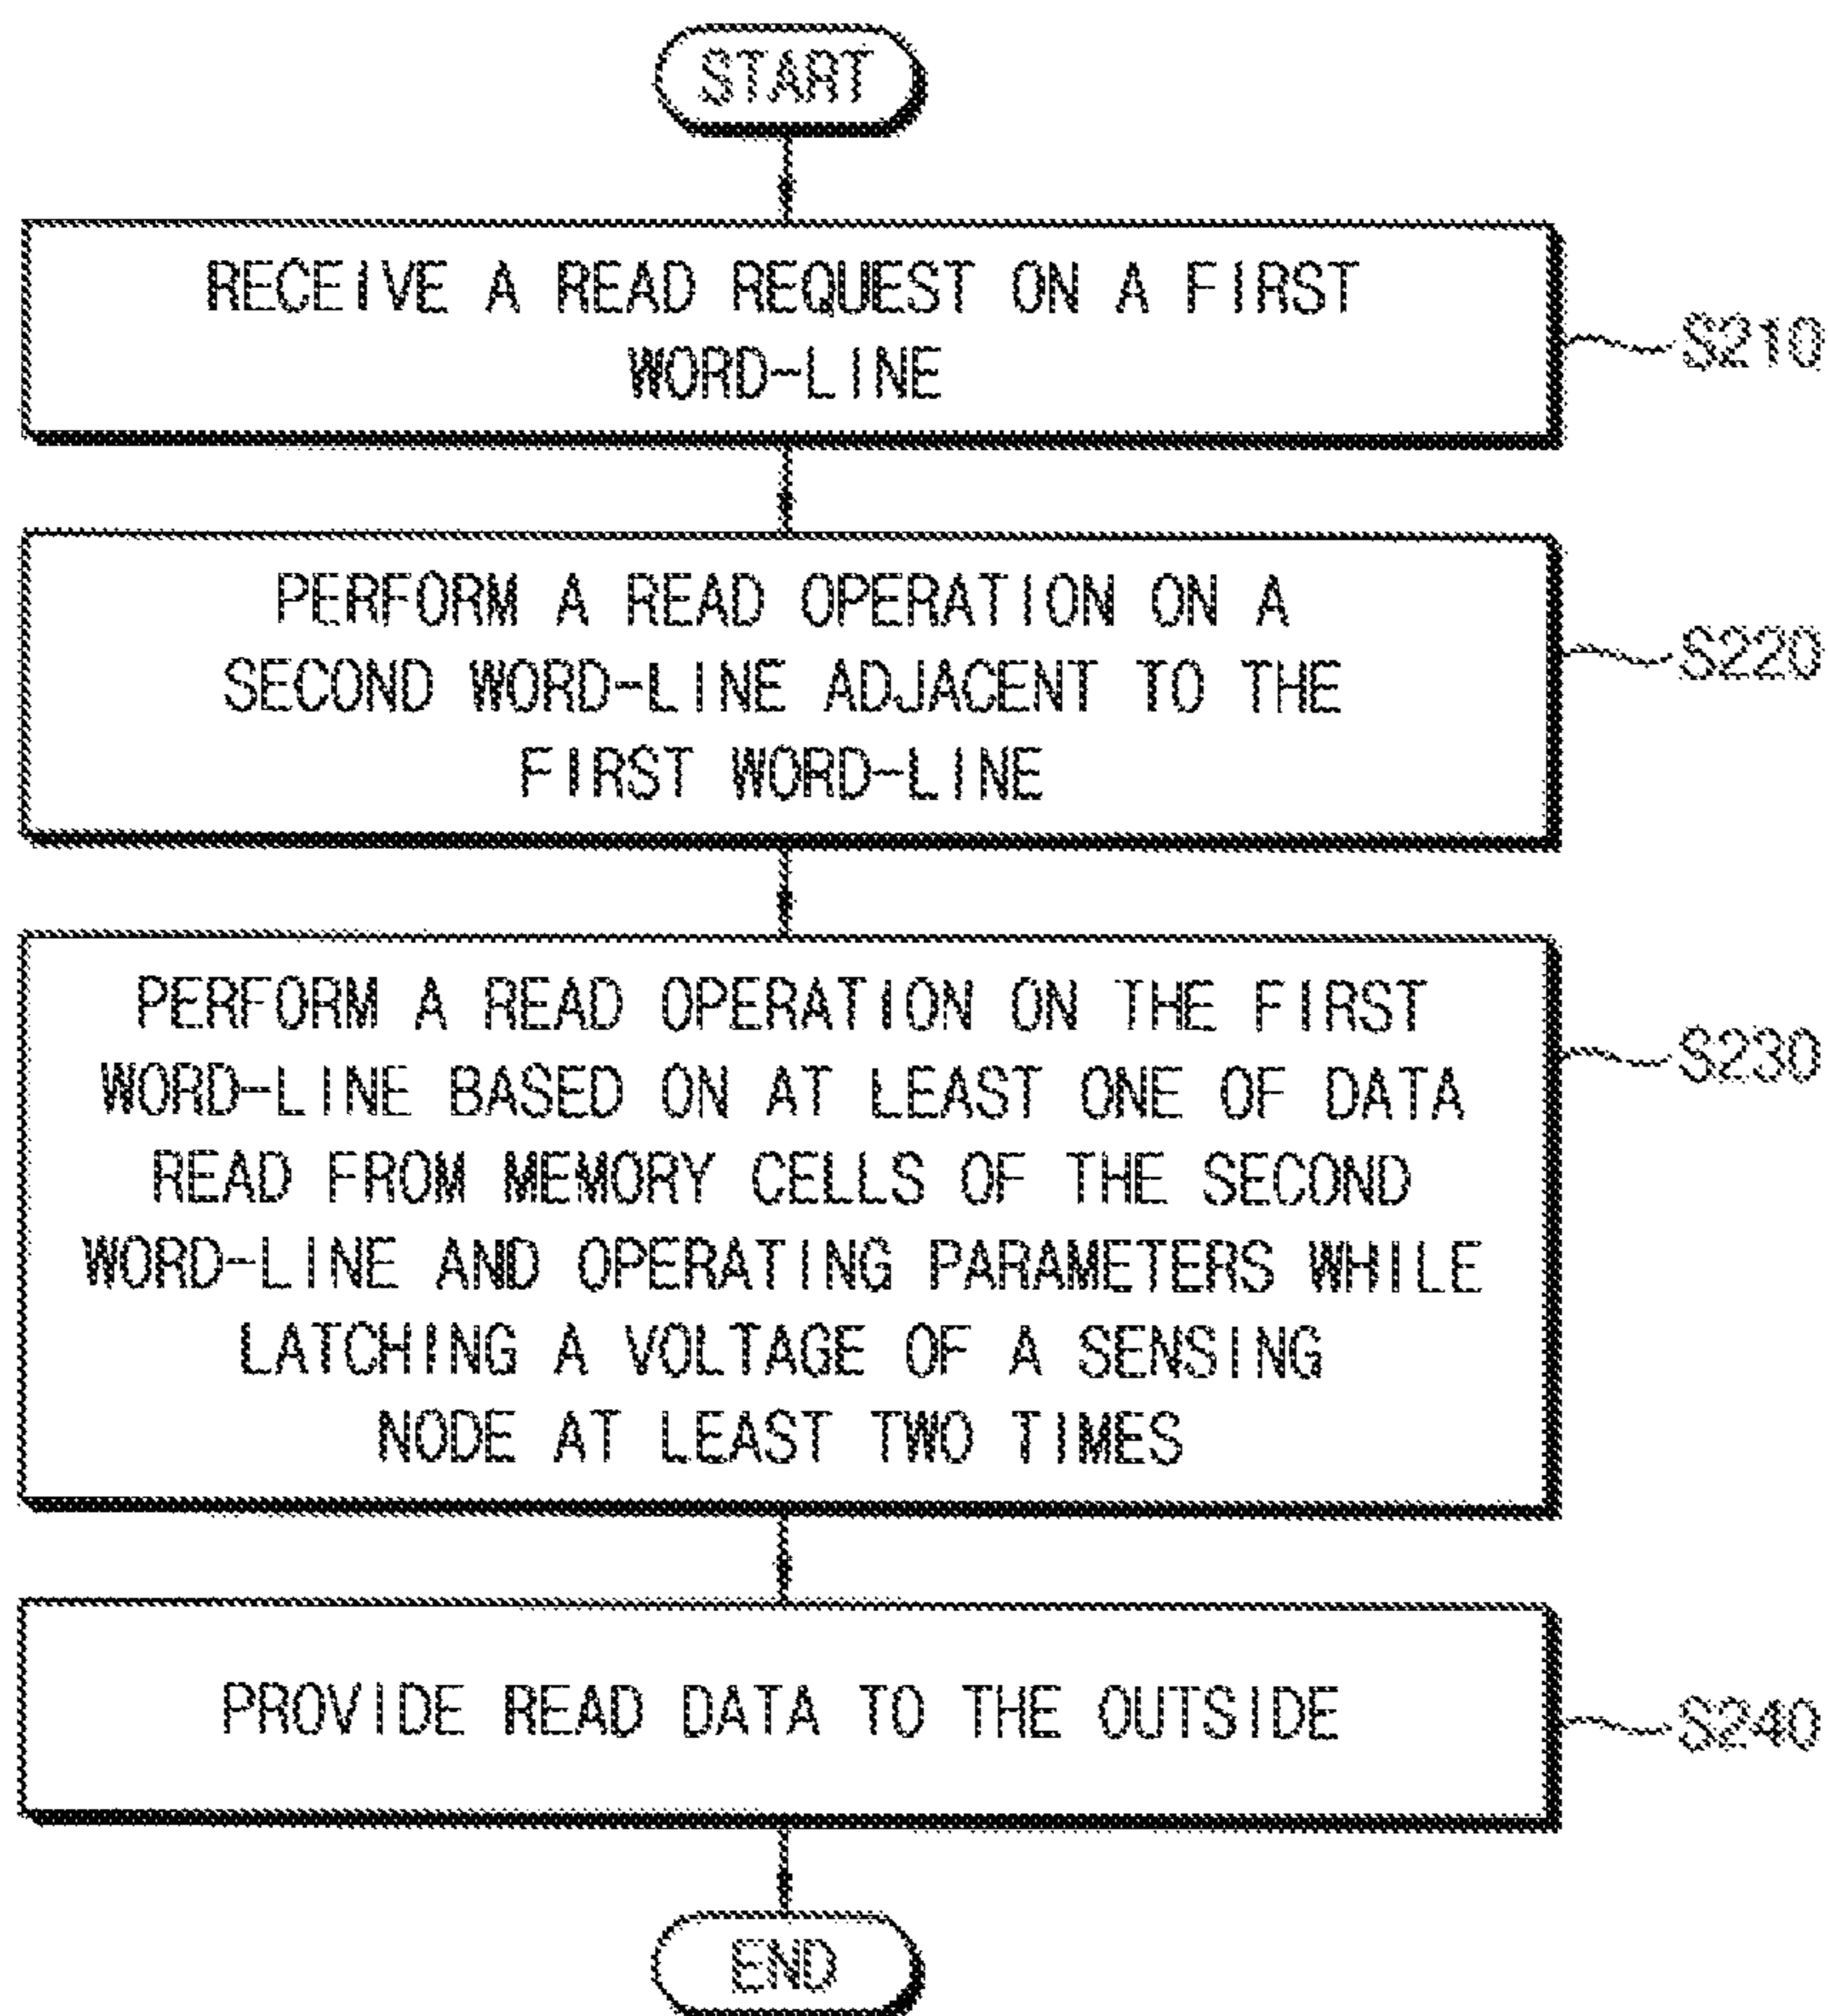 START
RECEIVE A READ REQUEST ON A FIRST
WORD-LINE
S210
PERFORM A READ OPERATION ON A
SECOND WORD-LINE ADJACENT TO THE
FIRST WORD-LINE
S220
PERFORM A READ OPERATION ON THE FIRST
WORD-LINE BASED ON AT LEAST ONE OF DATA
READ FROM MEMORY CELLS OF THE SECOND
WORD-LINE AND OPERATING PARAMETERS WHILE
LATCHING A VOLTAGE OF A SENSING
NODE AT LEAST TWO TIMES
S230
PROVIDE READ DATA TO THE OUTSIDE
S240
END